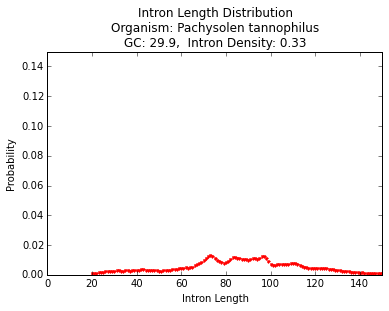 Intron Length Distribution
Organism: Pachysolen tannophilus
GC: 29.9,  Intron Density: 0.33
0.14
0.12
0.10
0.08
0.06
0.04
0.02
0.00
Probability
0 20 40 60 80 100 120 140
Intron Length